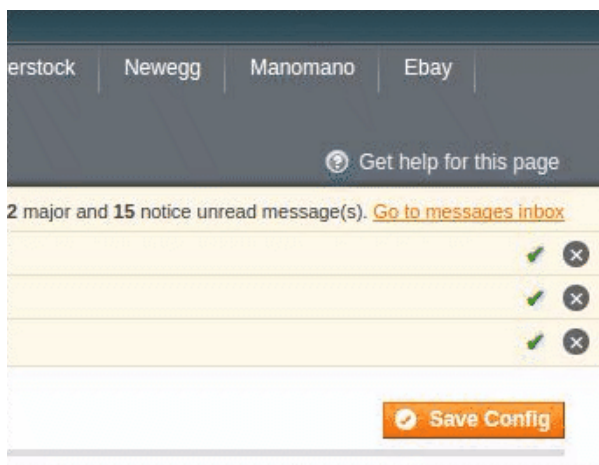 erstock Newegg Manomano Ebay
Get help for this page
2 major and 15 notice unread message(s). Go to messages inbox
Save Config